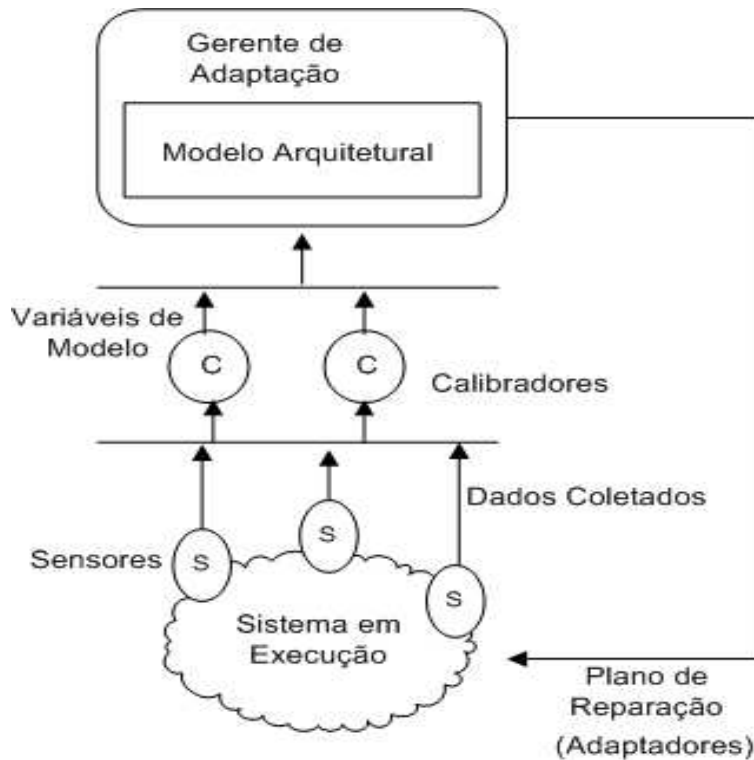 Gerente de
Adaptação
Modelo Arquitetural
Variáveis de
Modelo
C
C
Calibradores
Dados Coletados
Sensores
S
S
S
Sistema em
Execução
Plano de
Reparação
(Adaptadores)